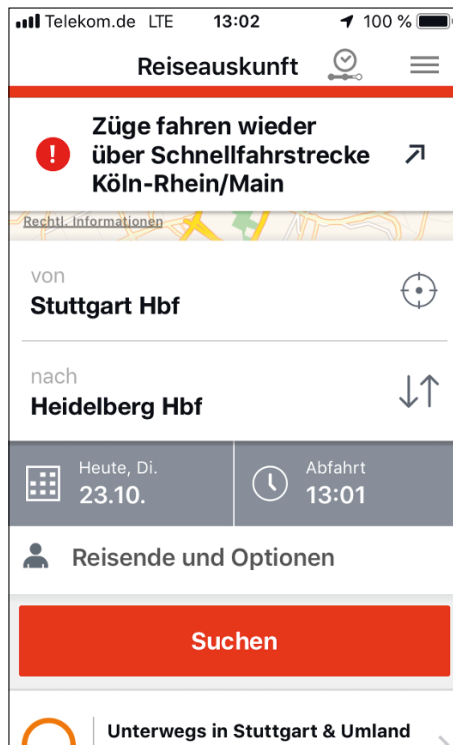 Telekom.de LTE 13:02 100 %
Reiseauskunft
Züge fahren wieder
über Schnellfahrstrecke
Köln-Rhein/Main
Rechtl. Informationen
von
Stuttgart Hbf
nach
Heidelberg Hbf
Heute, Di.
23.10.
Abfahrt
13:01
Reisende und Optionen
Suchen
Unterwegs in Stuttgart & Umland